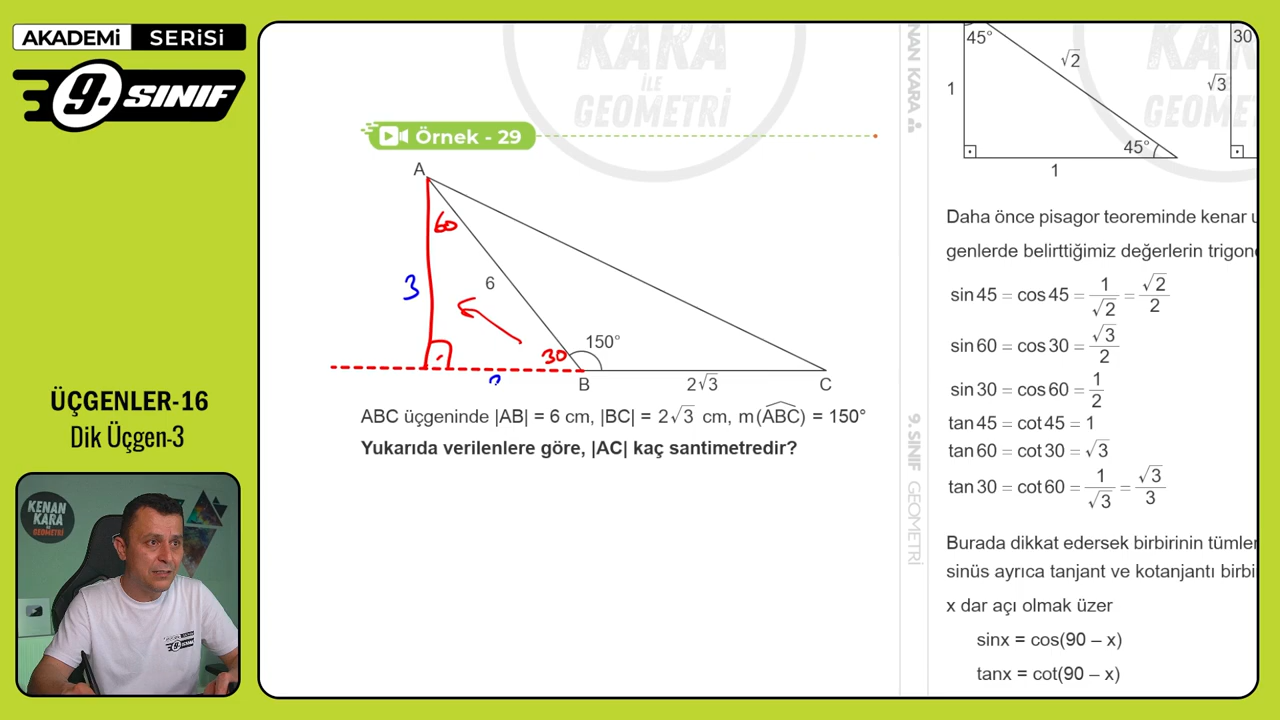 AKADEMi SERiSi
9. SINIF
ÜÇGENLER-16
Dik Üçgen-3
KENAN
KARA
iLE
GEOMETRİ
KARA
İLE
GEOMETRİ
Örnek - 29
A
60
3
6
30
150°
B
2√3
C
ABC üçgeninde |AB| = 6 cm, |BC| = 2√3 cm, m(ABC) = 150°
Yukarıda verilenlere göre, |AC| kaç santimetredir?
NAN KARA
9. SINIF GEOMETRİ
45°
√2
1
45°
1
30
√3
Daha önce pisagor teoreminde kenar u
genlerde belirttiğimiz değerlerin trigon
sin 45 = cos 45 = 1/√2 = √2/2
sin 60 = cos 30 = √3/2
sin 30 = cos 60 = 1/2
tan 45 = cot 45 = 1
tan 60 = cot 30 = √3
tan 30 = cot 60 = 1/√3 = √3/3
Burada dikkat edersek birbirinin tümler
sinüs ayrıca tanjant ve kotanjantı birbi
x dar açı olmak üzer
sinx = cos(90 – x)
tanx = cot(90 – x)